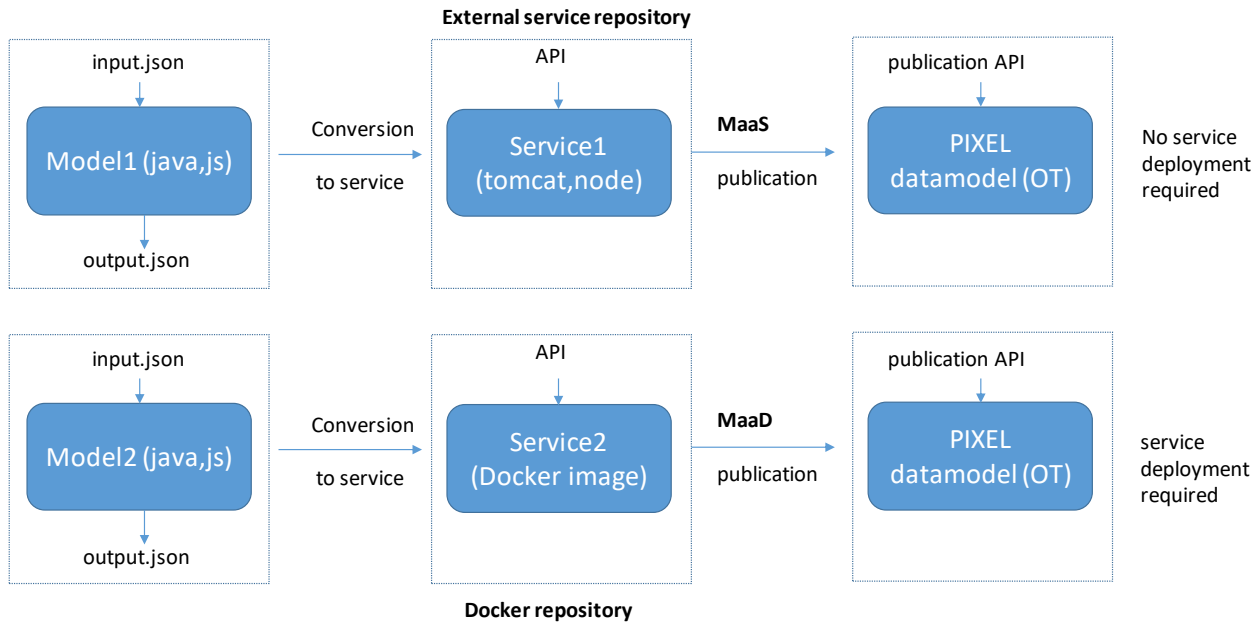 External service repository
input.json
Model1 (java,js)
output.json
Conversion
to service
API
Service1
(tomcat,node)
MaaS
publication
publication API
PIXEL
datamodel (OT)
No service
deployment
required
input.json
Model2 (java,js)
output.json
Conversion
to service
API
Service2
(Docker image)
MaaD
publication
publication API
PIXEL
datamodel (OT)
service
deployment
required
Docker repository